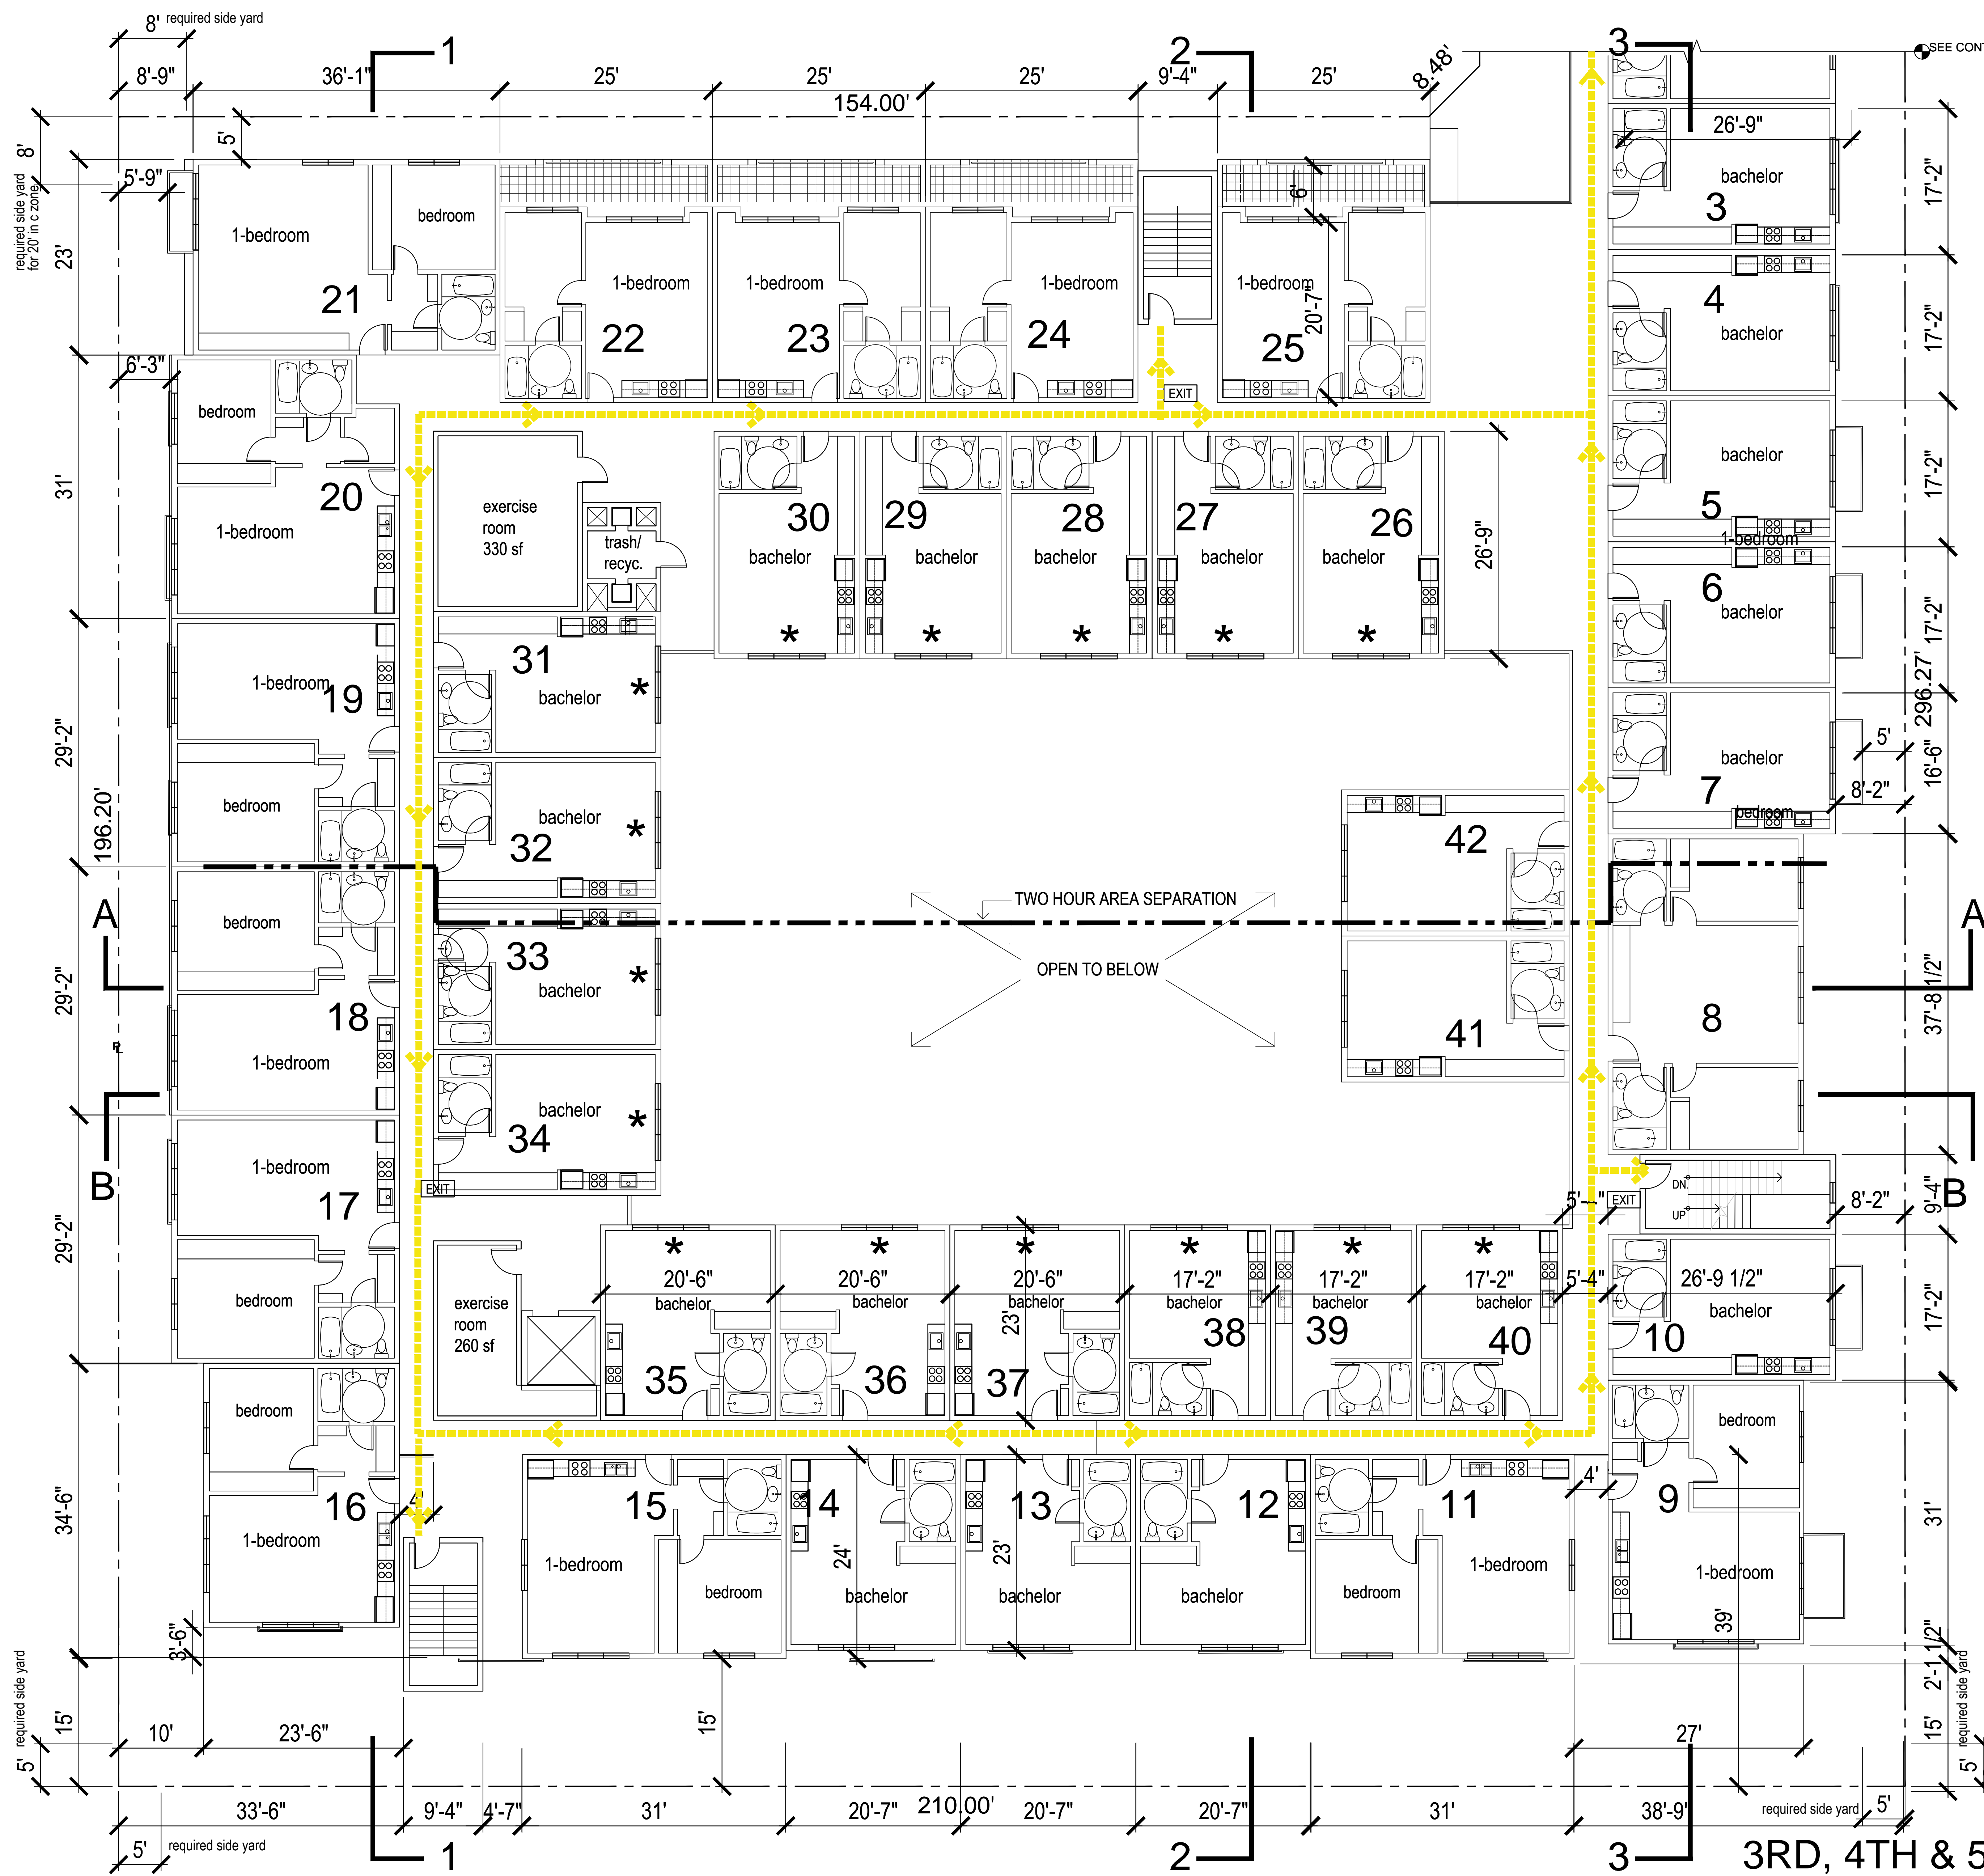 8' required side yard
1
2
3
SEE CON
8'-9"
36'-1"
25'
25'
25'
9'-4"
25'
8.48'
154.00'
26'-9"
8'
required side yard
for 20' in c zone
5'
5'-9"
23'
17'-2"
1-bedroom
bedroom
21
1-bedroom
22
1-bedroom
23
1-bedroom
24
1-bedroom
25
6'
20'-7"
bachelor
3
4
bachelor
17'-2"
6'-3"
EXIT
bedroom
20
1-bedroom
31'
exercise
room
330 sf
trash/
recyc.
30
bachelor
*
29
bachelor
*
28
bachelor
*
27
bachelor
*
26
bachelor
*
26'-9"
bachelor
5
17'-2"
1-bedroom
6
bachelor
17'-2"
1-bedroom
19
bedroom
29'-2"
31
bachelor
*
bachelor
32
*
296.27'
bachelor
7
bedroom
5'
16'-6"
8'-2"
196.20'
42
TWO HOUR AREA SEPARATION
OPEN TO BELOW
A
A
bedroom
18
1-bedroom
29'-2"
33
bachelor
*
41
8
37'-8 1/2"
PL
B
B
bachelor
34
*
1-bedroom
17
bedroom
29'-2"
EXIT
5'-4"
EXIT
DN.
UP
8'-2"
9'-4"
exercise
room
260 sf
*
20'-6"
bachelor
35
*
20'-6"
bachelor
36
*
20'-6"
bachelor
37
23'
*
17'-2"
bachelor
38
*
17'-2"
bachelor
39
*
17'-2"
bachelor
40
5'-4"
26'-9 1/2"
bachelor
10
17'-2"
bedroom
16
1-bedroom
34'-6"
4'
15
1-bedroom
bedroom
14
24'
bachelor
13
23'
bachelor
12
bachelor
11
1-bedroom
bedroom
4'
9
bedroom
1-bedroom
39'
31'
3'-6"
2'-1 1/2"
15'
5' required side yard
10'
23'-6"
15'
27'
15'
5' required side yard
33'-6"
9'-4"
4'-7"
31'
20'-7"
210.00'
20'-7"
20'-7"
31'
38'-9"
required side yard 5'
5' required side yard
1
2
3
3RD, 4TH & 5